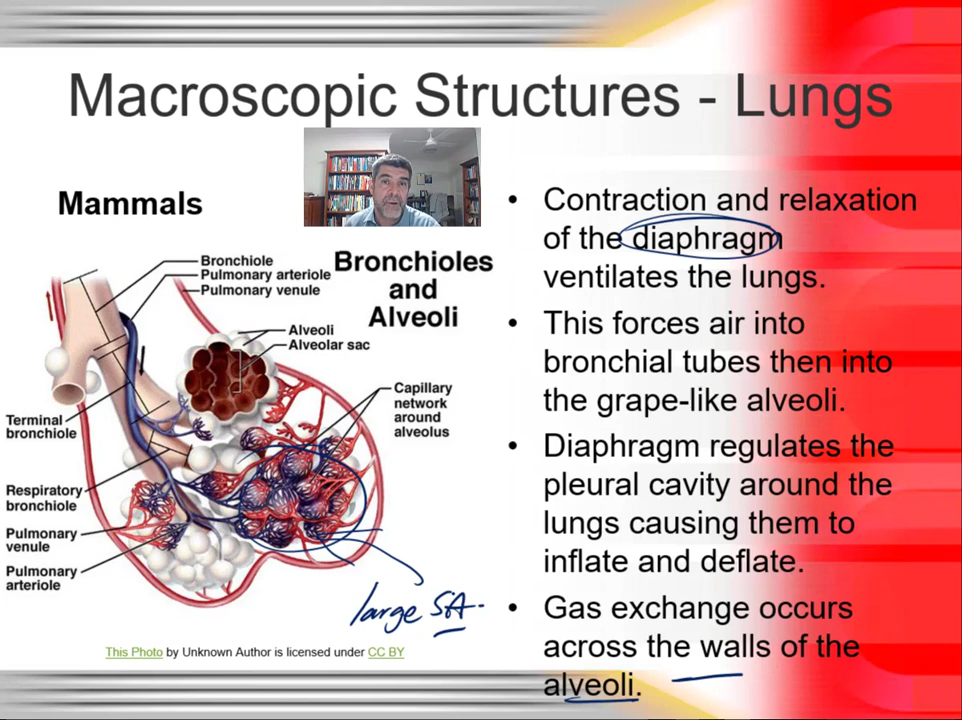 Macroscopic Structures - Lungs
Mammals
Bronchioles
and
Alveoli
Bronchiole
Pulmonary arteriole
Pulmonary venule
Alveoli
Alveolar sac
Capillary
network
around
alveolus
Terminal
bronchiole
Respiratory
bronchiole
Pulmonary
venule
Pulmonary
arteriole
large SA.
This Photo by Unknown Author is licensed under CC BY
• Contraction and relaxation
of the diaphragm
ventilates the lungs.
• This forces air into
bronchial tubes then into
the grape-like alveoli.
• Diaphragm regulates the
pleural cavity around the
lungs causing them to
inflate and deflate.
• Gas exchange occurs
across the walls of the
alveoli.